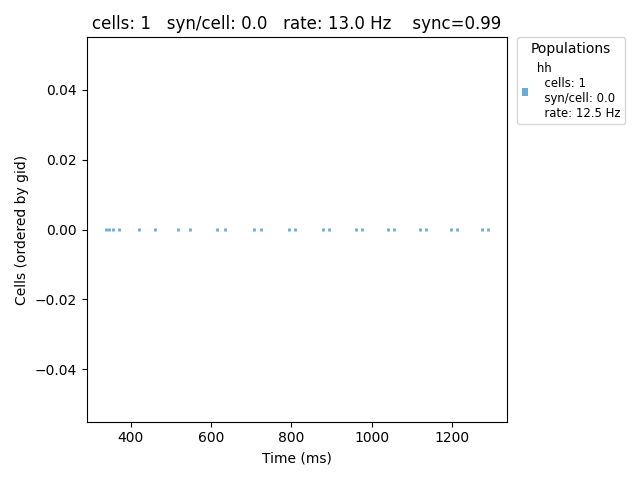 cells: 1   syn/cell: 0.0   rate: 13.0 Hz    sync=0.99
Populations
hh
cells: 1
syn/cell: 0.0
rate: 12.5 Hz
Cells (ordered by gid)
0.04
0.02
0.00
−0.02
−0.04
400 600 800 1000 1200
Time (ms)